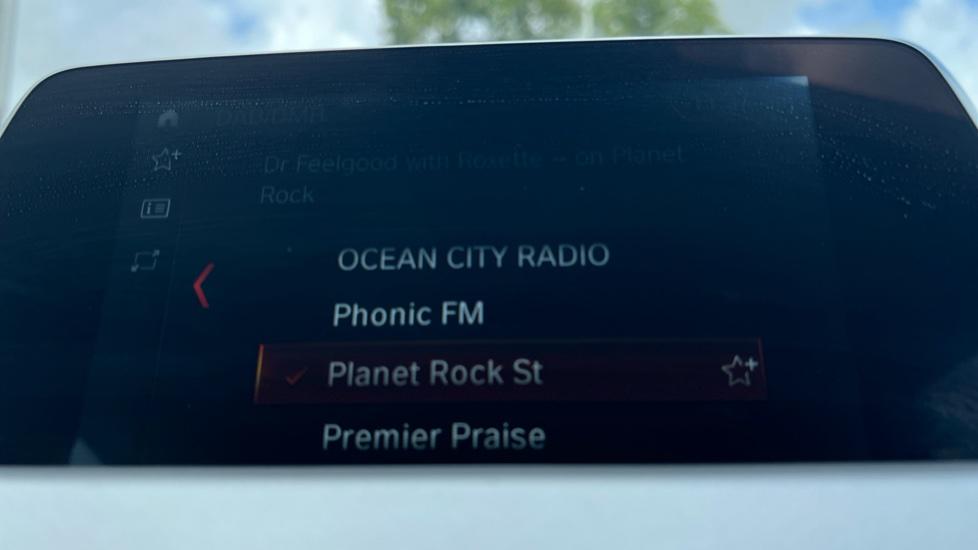 DAB/DMB
Dr Feelgood with Roxette -- on Planet
Rock
OCEAN CITY RADIO
Phonic FM
Planet Rock St
Premier Praise